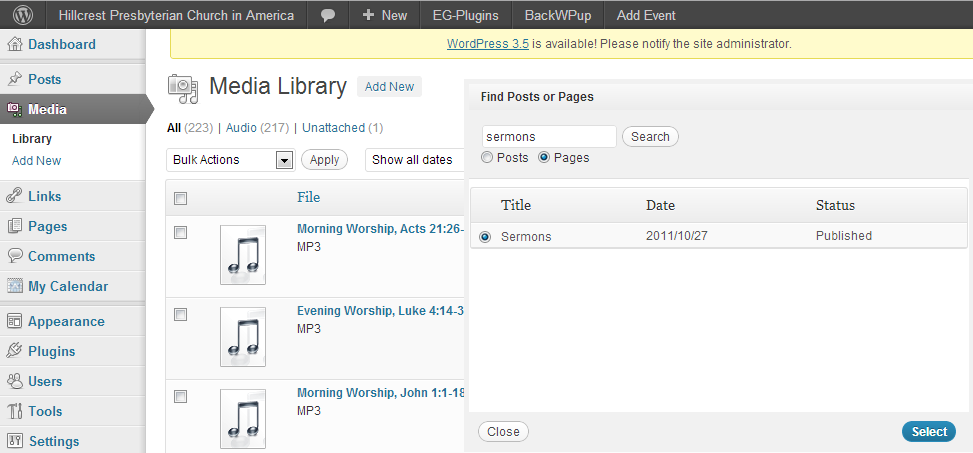 Hillcrest Presbyterian Church in America + New EG-Plugins BackWPup Add Event
WordPress 3.5 is available! Please notify the site administrator.
Dashboard
Posts
Media
Library
Add New
Links
Pages
Comments
My Calendar
Appearance
Plugins
Users
Tools
Settings
Media Library Add New
All (223) | Audio (217) | Unattached (1)
Bulk Actions Apply Show all dates
File
Morning Worship, Acts 21:26-
MP3
Evening Worship, Luke 4:14-3
MP3
Morning Worship, John 1:1-18
MP3
Find Posts or Pages
sermons Search
Posts Pages
Title Date Status
Sermons 2011/10/27 Published
Close Select